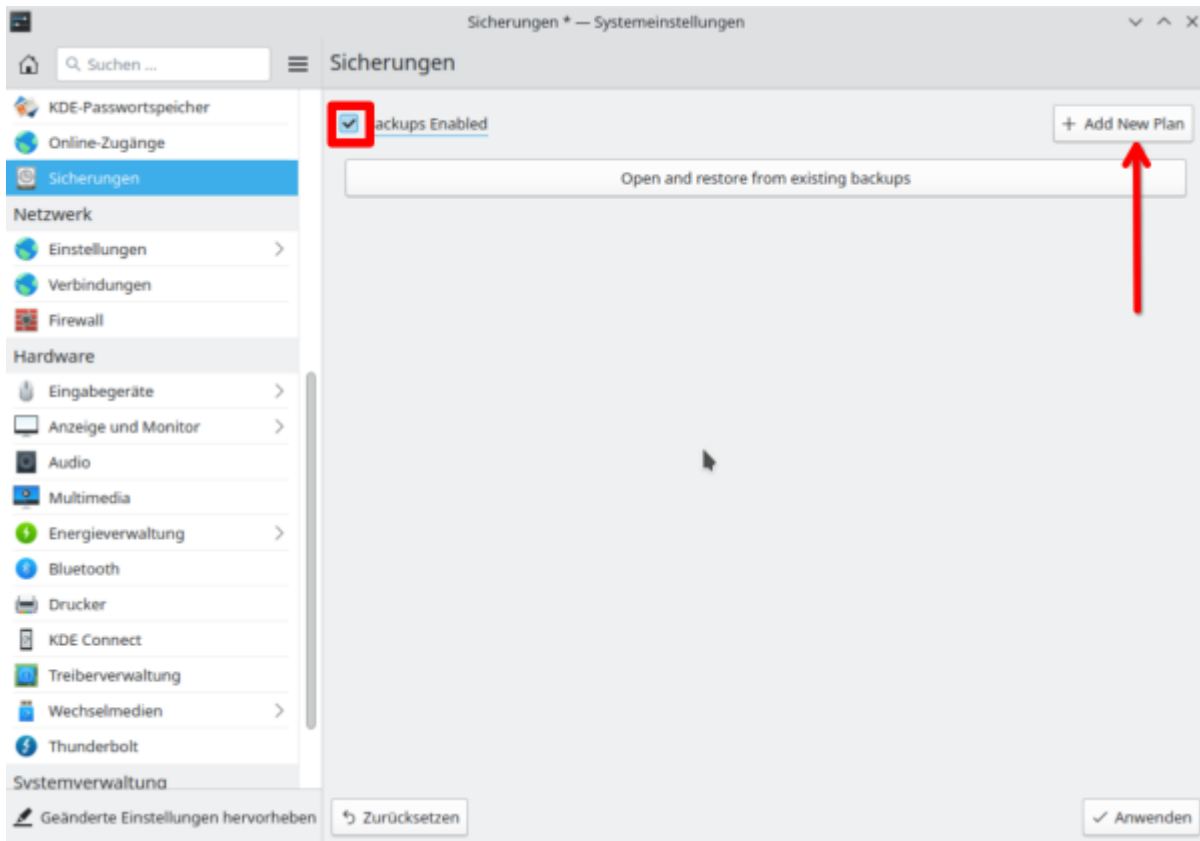 Sicherungen * — Systemeinstellungen
Suchen ...
Sicherungen
KDE-Passwortspeicher
Online-Zugänge
Sicherungen
Netzwerk
Einstellungen
Verbindungen
Firewall
Hardware
Eingabegeräte
Anzeige und Monitor
Audio
Multimedia
Energieverwaltung
Bluetooth
Drucker
KDE Connect
Treiberverwaltung
Wechselmedien
Thunderbolt
Systemverwaltung
Geänderte Einstellungen hervorheben
ackups Enabled
+ Add New Plan
Open and restore from existing backups
Zurücksetzen
Anwenden